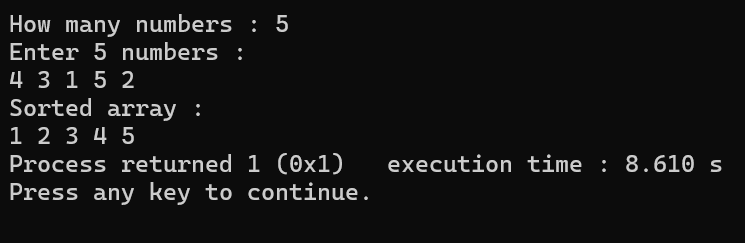 How many numbers : 5
Enter 5 numbers :
4 3 1 5 2
Sorted array :
1 2 3 4 5
Process returned 1 (0x1)   execution time : 8.610 s
Press any key to continue.